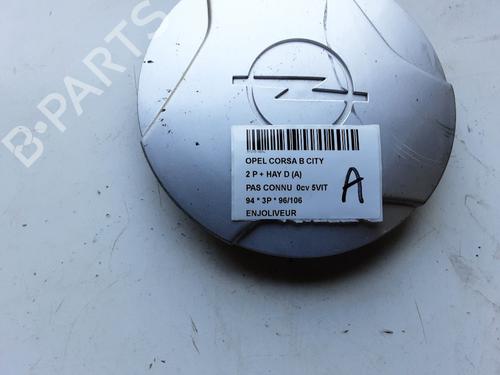 B-PARTS
OPEL CORSA B CITY
2 P + HAY D (A)
PAS CONNU 0cv 5VIT
94 * 3P * 96/106
ENJOLIVEUR
A